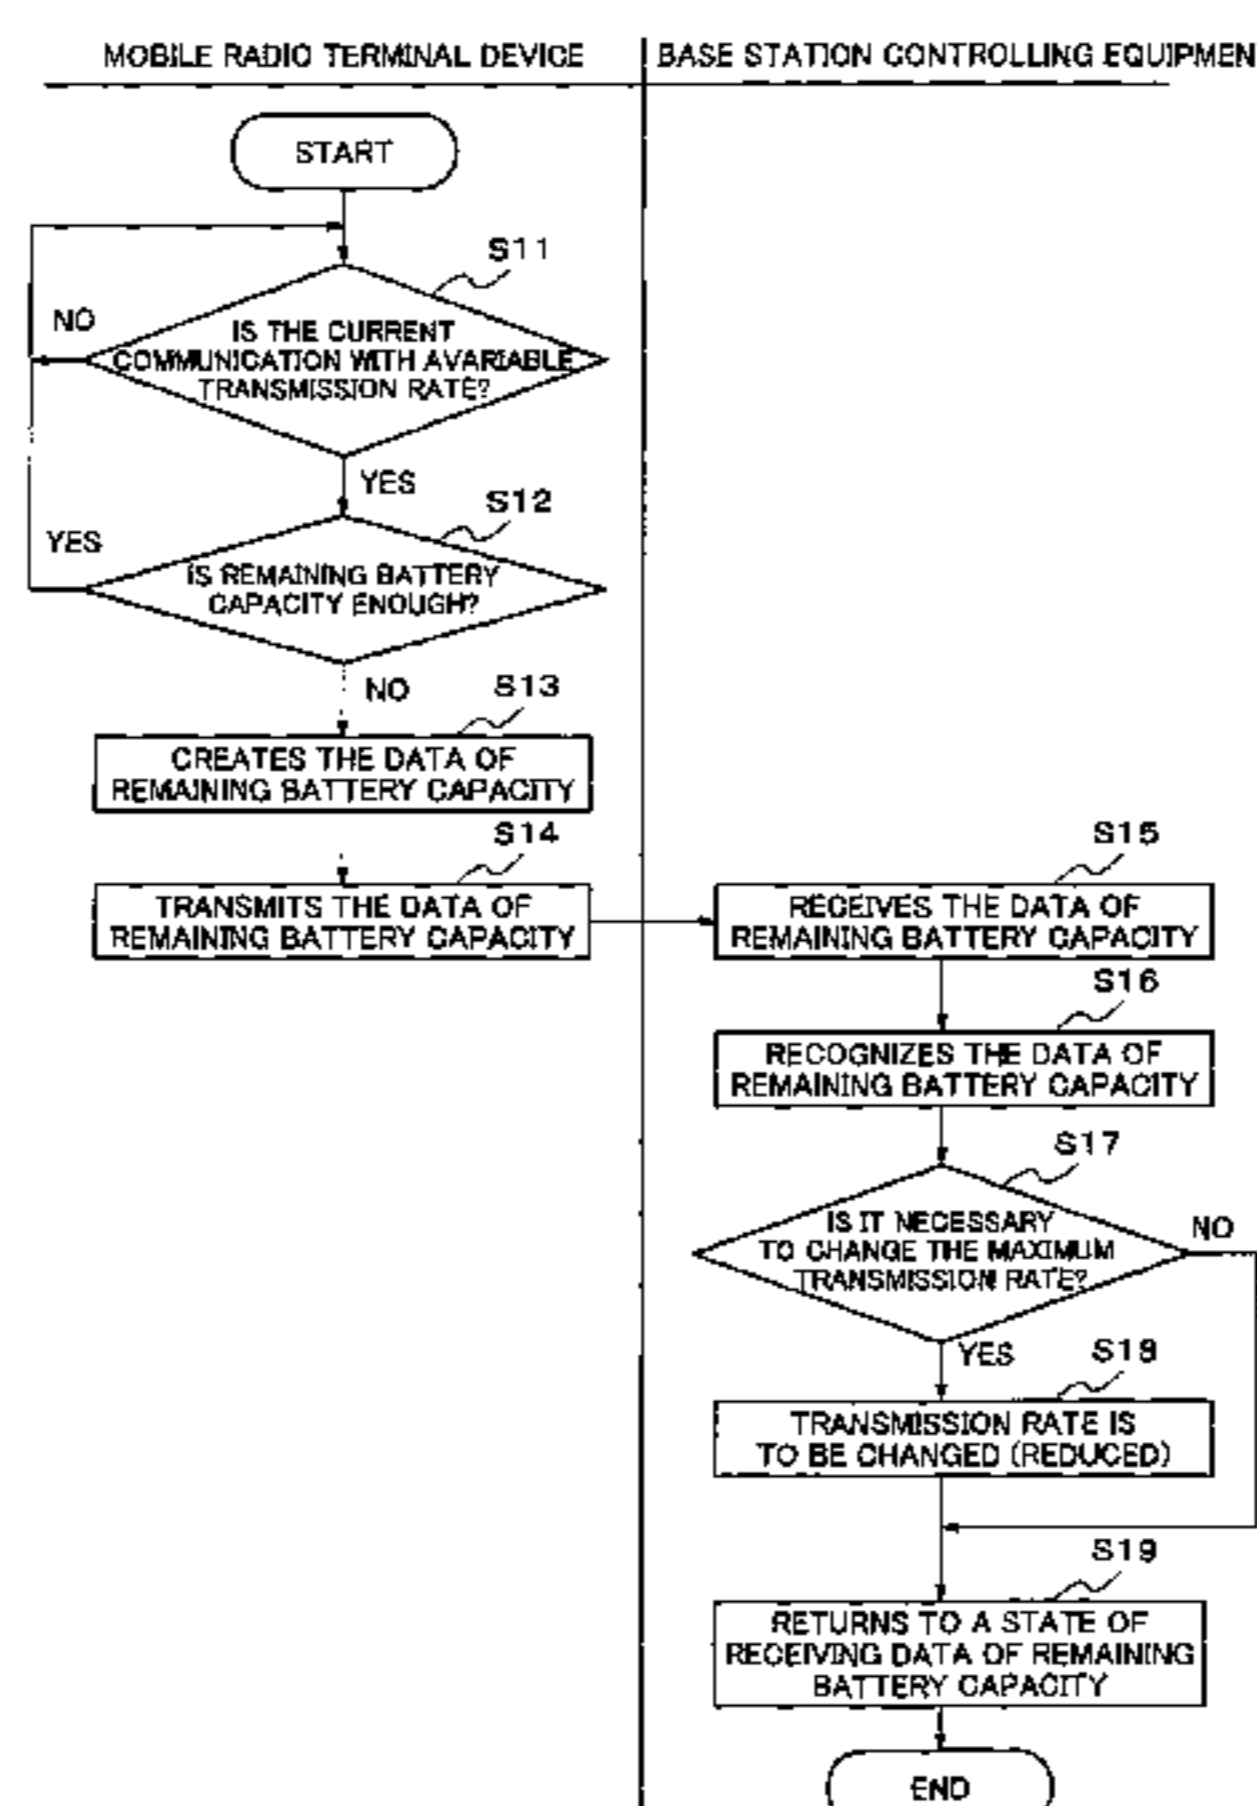 MOBILE RADIO TERMINAL DEVICE
BASE STATION CONTROLLING EQUIPMEN
START
S11
NO
IS THE CURRENT
COMMUNICATION WITH AVARIABLE
TRANSMISSION RATE?
YES
S12
YES
IS REMAINING BATTERY
CAPACITY ENOUGH?
NO
S13
CREATES THE DATA OF
REMAINING BATTERY CAPACITY
S14
TRANSMITS THE DATA OF
REMAINING BATTERY CAPACITY
S15
RECEIVES THE DATA OF
REMAINING BATTERY CAPACITY
S16
RECOGNIZES THE DATA OF
REMAINING BATTERY CAPACITY
S17
IS IT NECESSARY
TO CHANGE THE MAXIMUM
TRANSMISSION RATE?
NO
YES
S18
TRANSMISSION RATE IS
TO BE CHANGED (REDUCED)
S19
RETURNS TO A STATE OF
RECEIVING DATA OF REMAINING
BATTERY CAPACITY
END